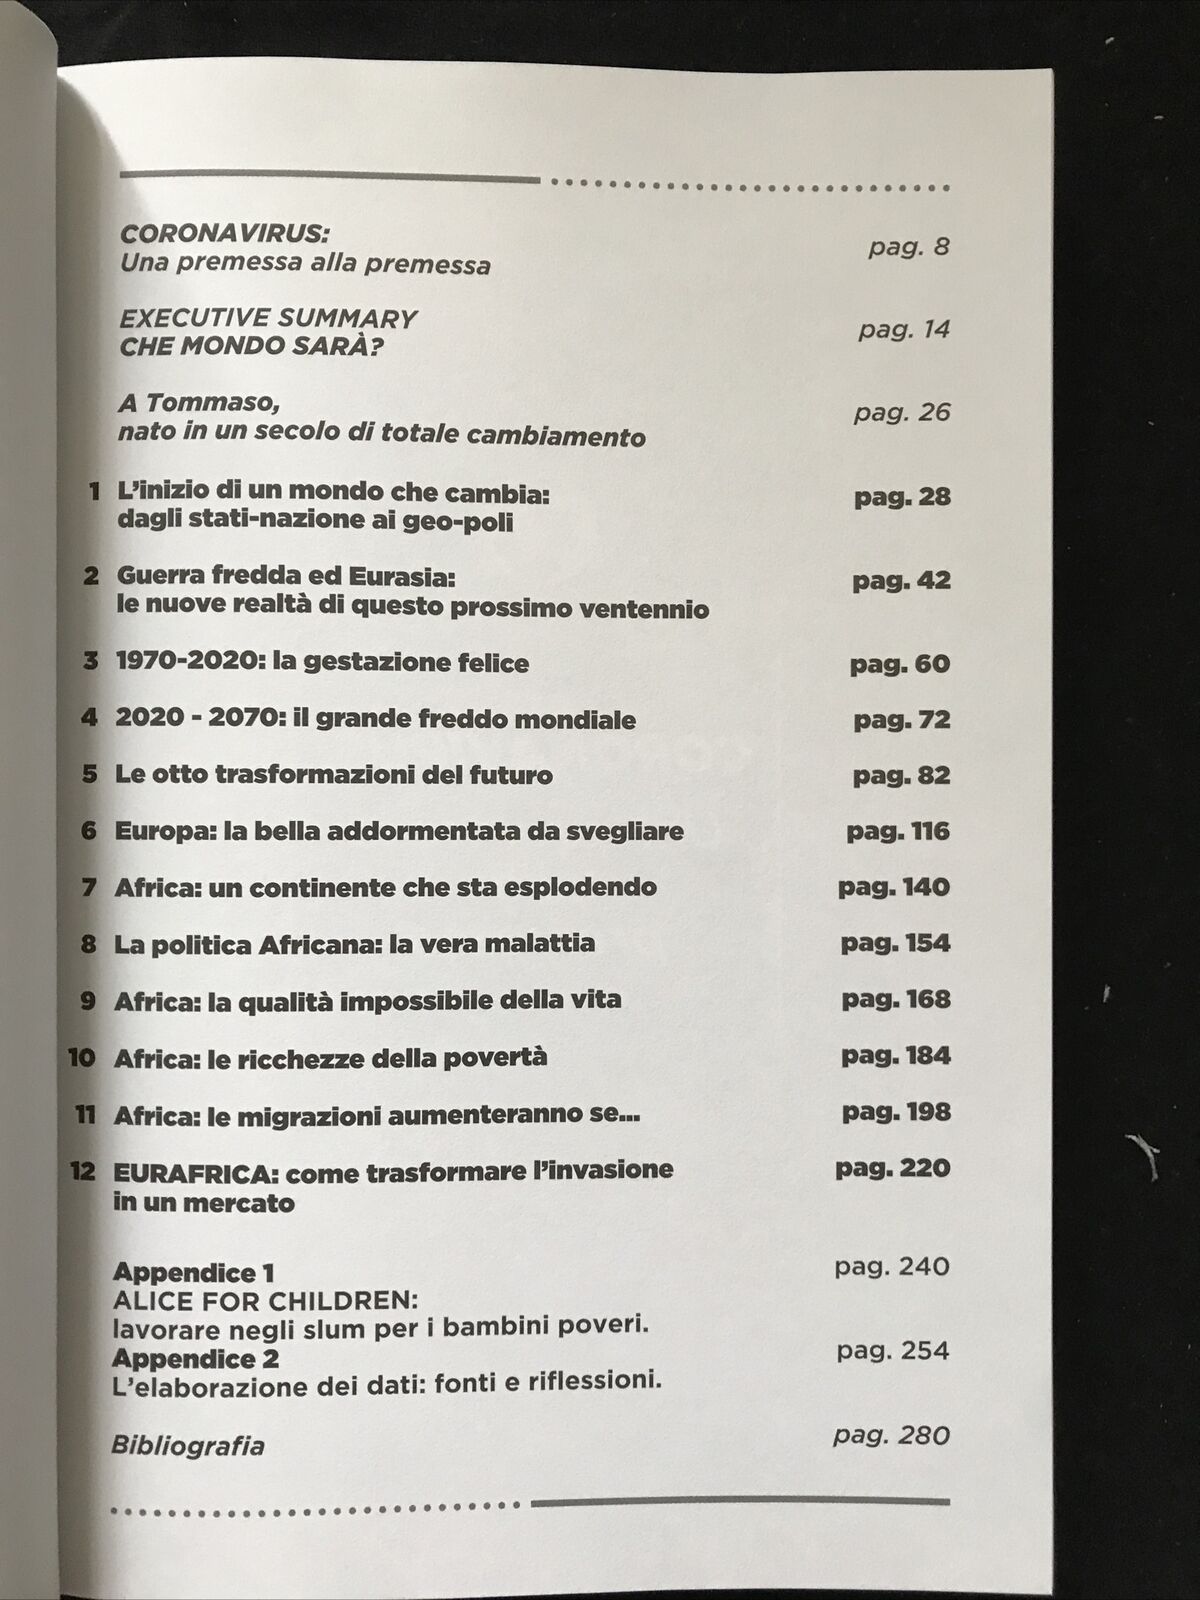 CORONAVIRUS:
Una premessa alla premessa
pag. 8
EXECUTIVE SUMMARY
CHE MONDO SARÀ?
pag. 14
A Tommaso,
nato in un secolo di totale cambiamento
pag. 26
1 L'inizio di un mondo che cambia: pag. 28
dagli stati-nazione ai geo-poli
2 Guerra fredda ed Eurasia: pag. 42
le nuove realtà di questo prossimo ventennio
3 1970-2020: la gestazione felice pag. 60
4 2020 - 2070: il grande freddo mondiale pag. 72
5 Le otto trasformazioni del futuro pag. 82
6 Europa: la bella addormentata da svegliare pag. 116
7 Africa: un continente che sta esplodendo pag. 140
8 La politica Africana: la vera malattia pag. 154
9 Africa: la qualità impossibile della vita pag. 168
10 Africa: le ricchezze della povertà pag. 184
11 Africa: le migrazioni aumenteranno se... pag. 198
12 EURAFRICA: come trasformare l'invasione pag. 220
in un mercato
Appendice 1 pag. 240
ALICE FOR CHILDREN:
lavorare negli slum per i bambini poveri.
Appendice 2 pag. 254
L'elaborazione dei dati: fonti e riflessioni.
Bibliografia pag. 280